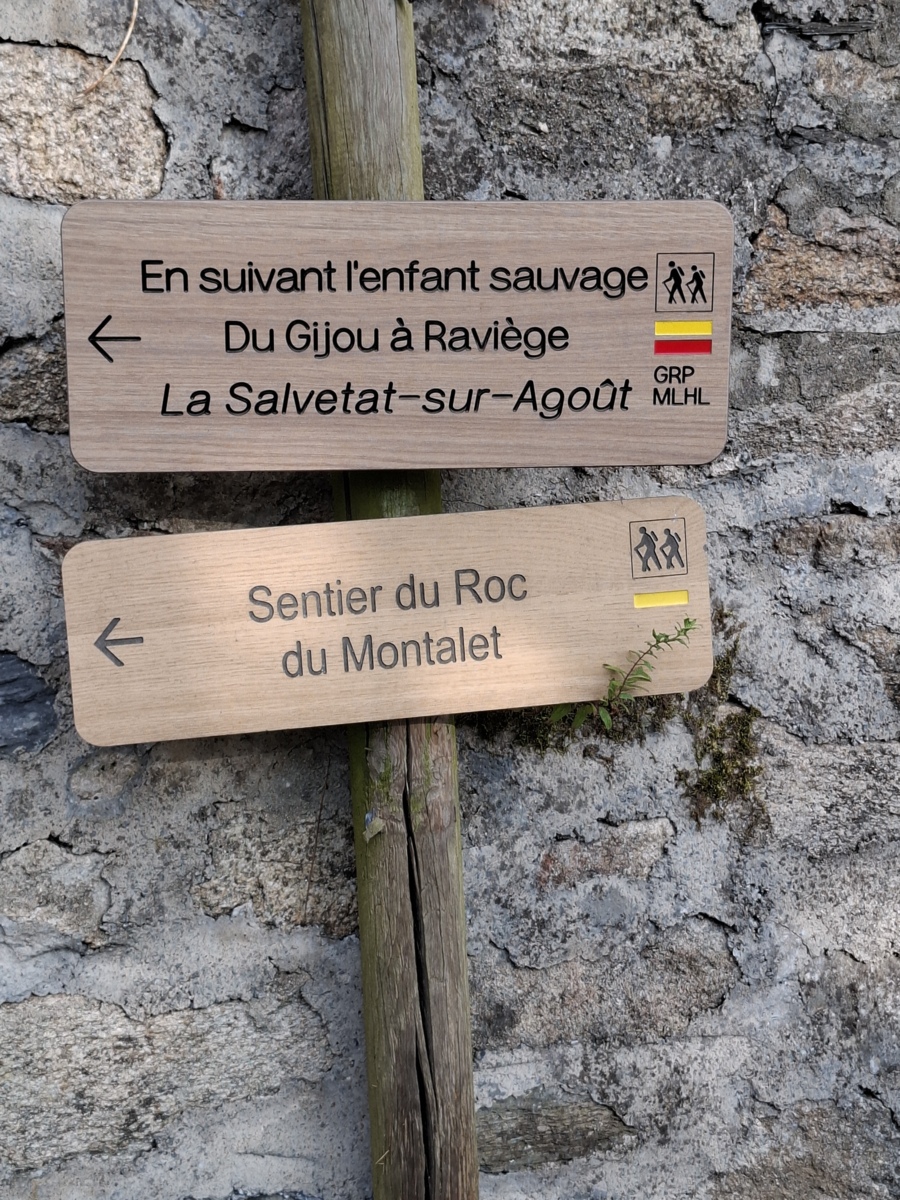 En suivant l'enfant sauvage
Du Gijou à Raviège
La Salvetat-sur-Agoût
GRP
MLHL
Sentier du Roc
du Montalet